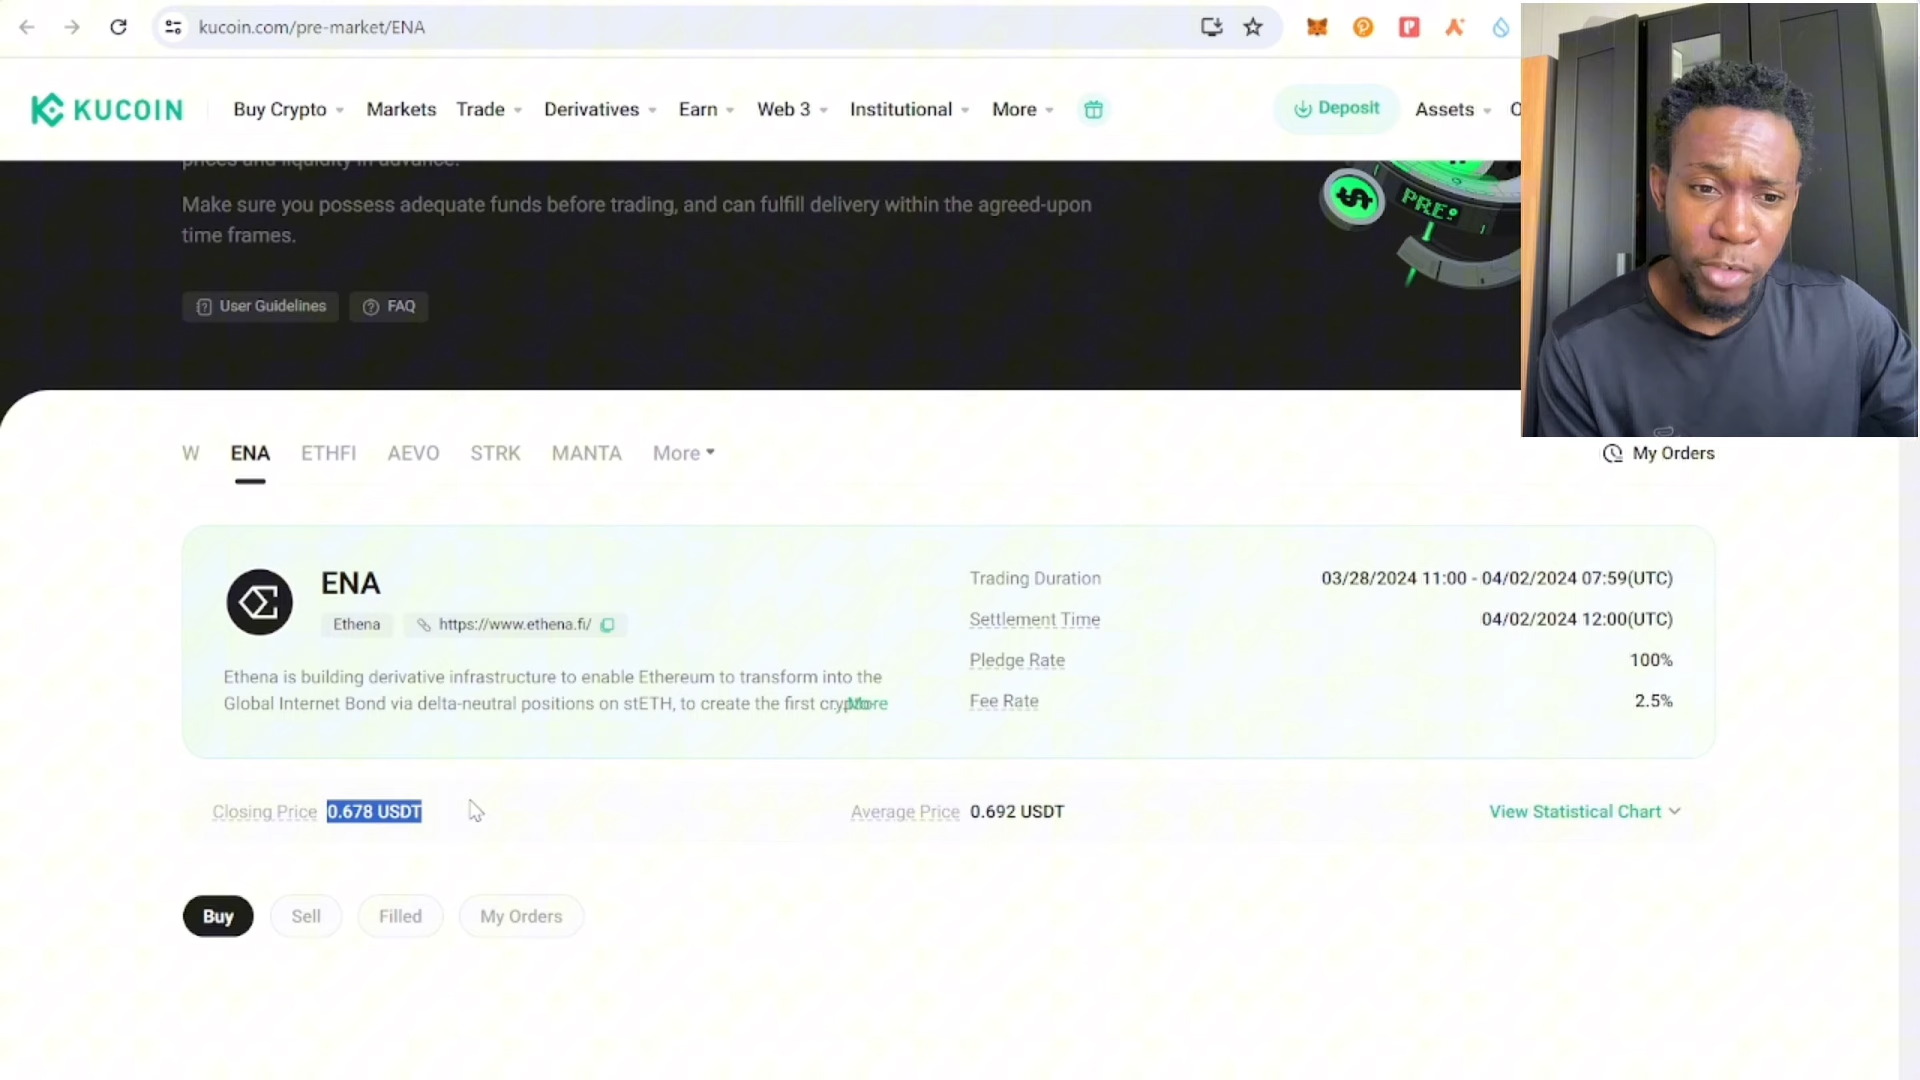 kucoin.com/pre-market/ENA
KUCOIN Buy Crypto Markets Trade Derivatives Earn Web 3 Institutional More Deposit Assets O
prices and liquidity in advance.
Make sure you possess adequate funds before trading, and can fulfill delivery within the agreed-upon
time frames.
PRE
User Guidelines FAQ
W ENA ETHFI AEVO STRK MANTA More My Orders
ENA
Ethena https://www.ethena.fi/
Ethena is building derivative infrastructure to enable Ethereum to transform into the
Global Internet Bond via delta-neutral positions on stETH, to create the first crypto- More
Trading Duration 03/28/2024 11:00 - 04/02/2024 07:59(UTC)
Settlement Time 04/02/2024 12:00(UTC)
Pledge Rate 100%
Fee Rate 2.5%
Closing Price 0.678 USDT Average Price 0.692 USDT View Statistical Chart
Buy Sell Filled My Orders